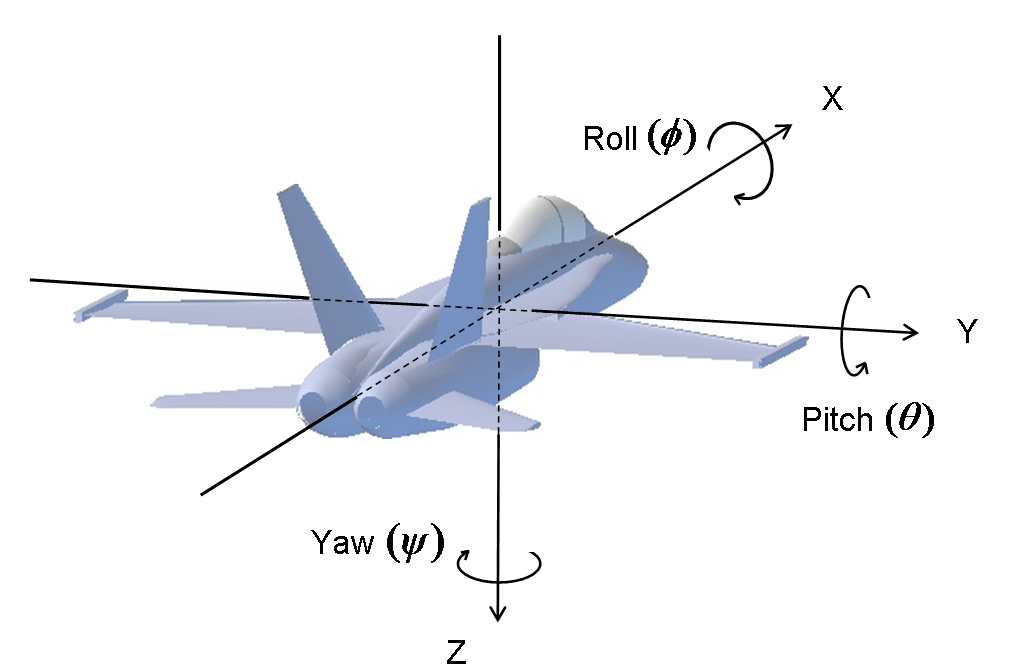 X
Roll (ϕ)
Y
Pitch (θ)
Yaw (ψ)
Z